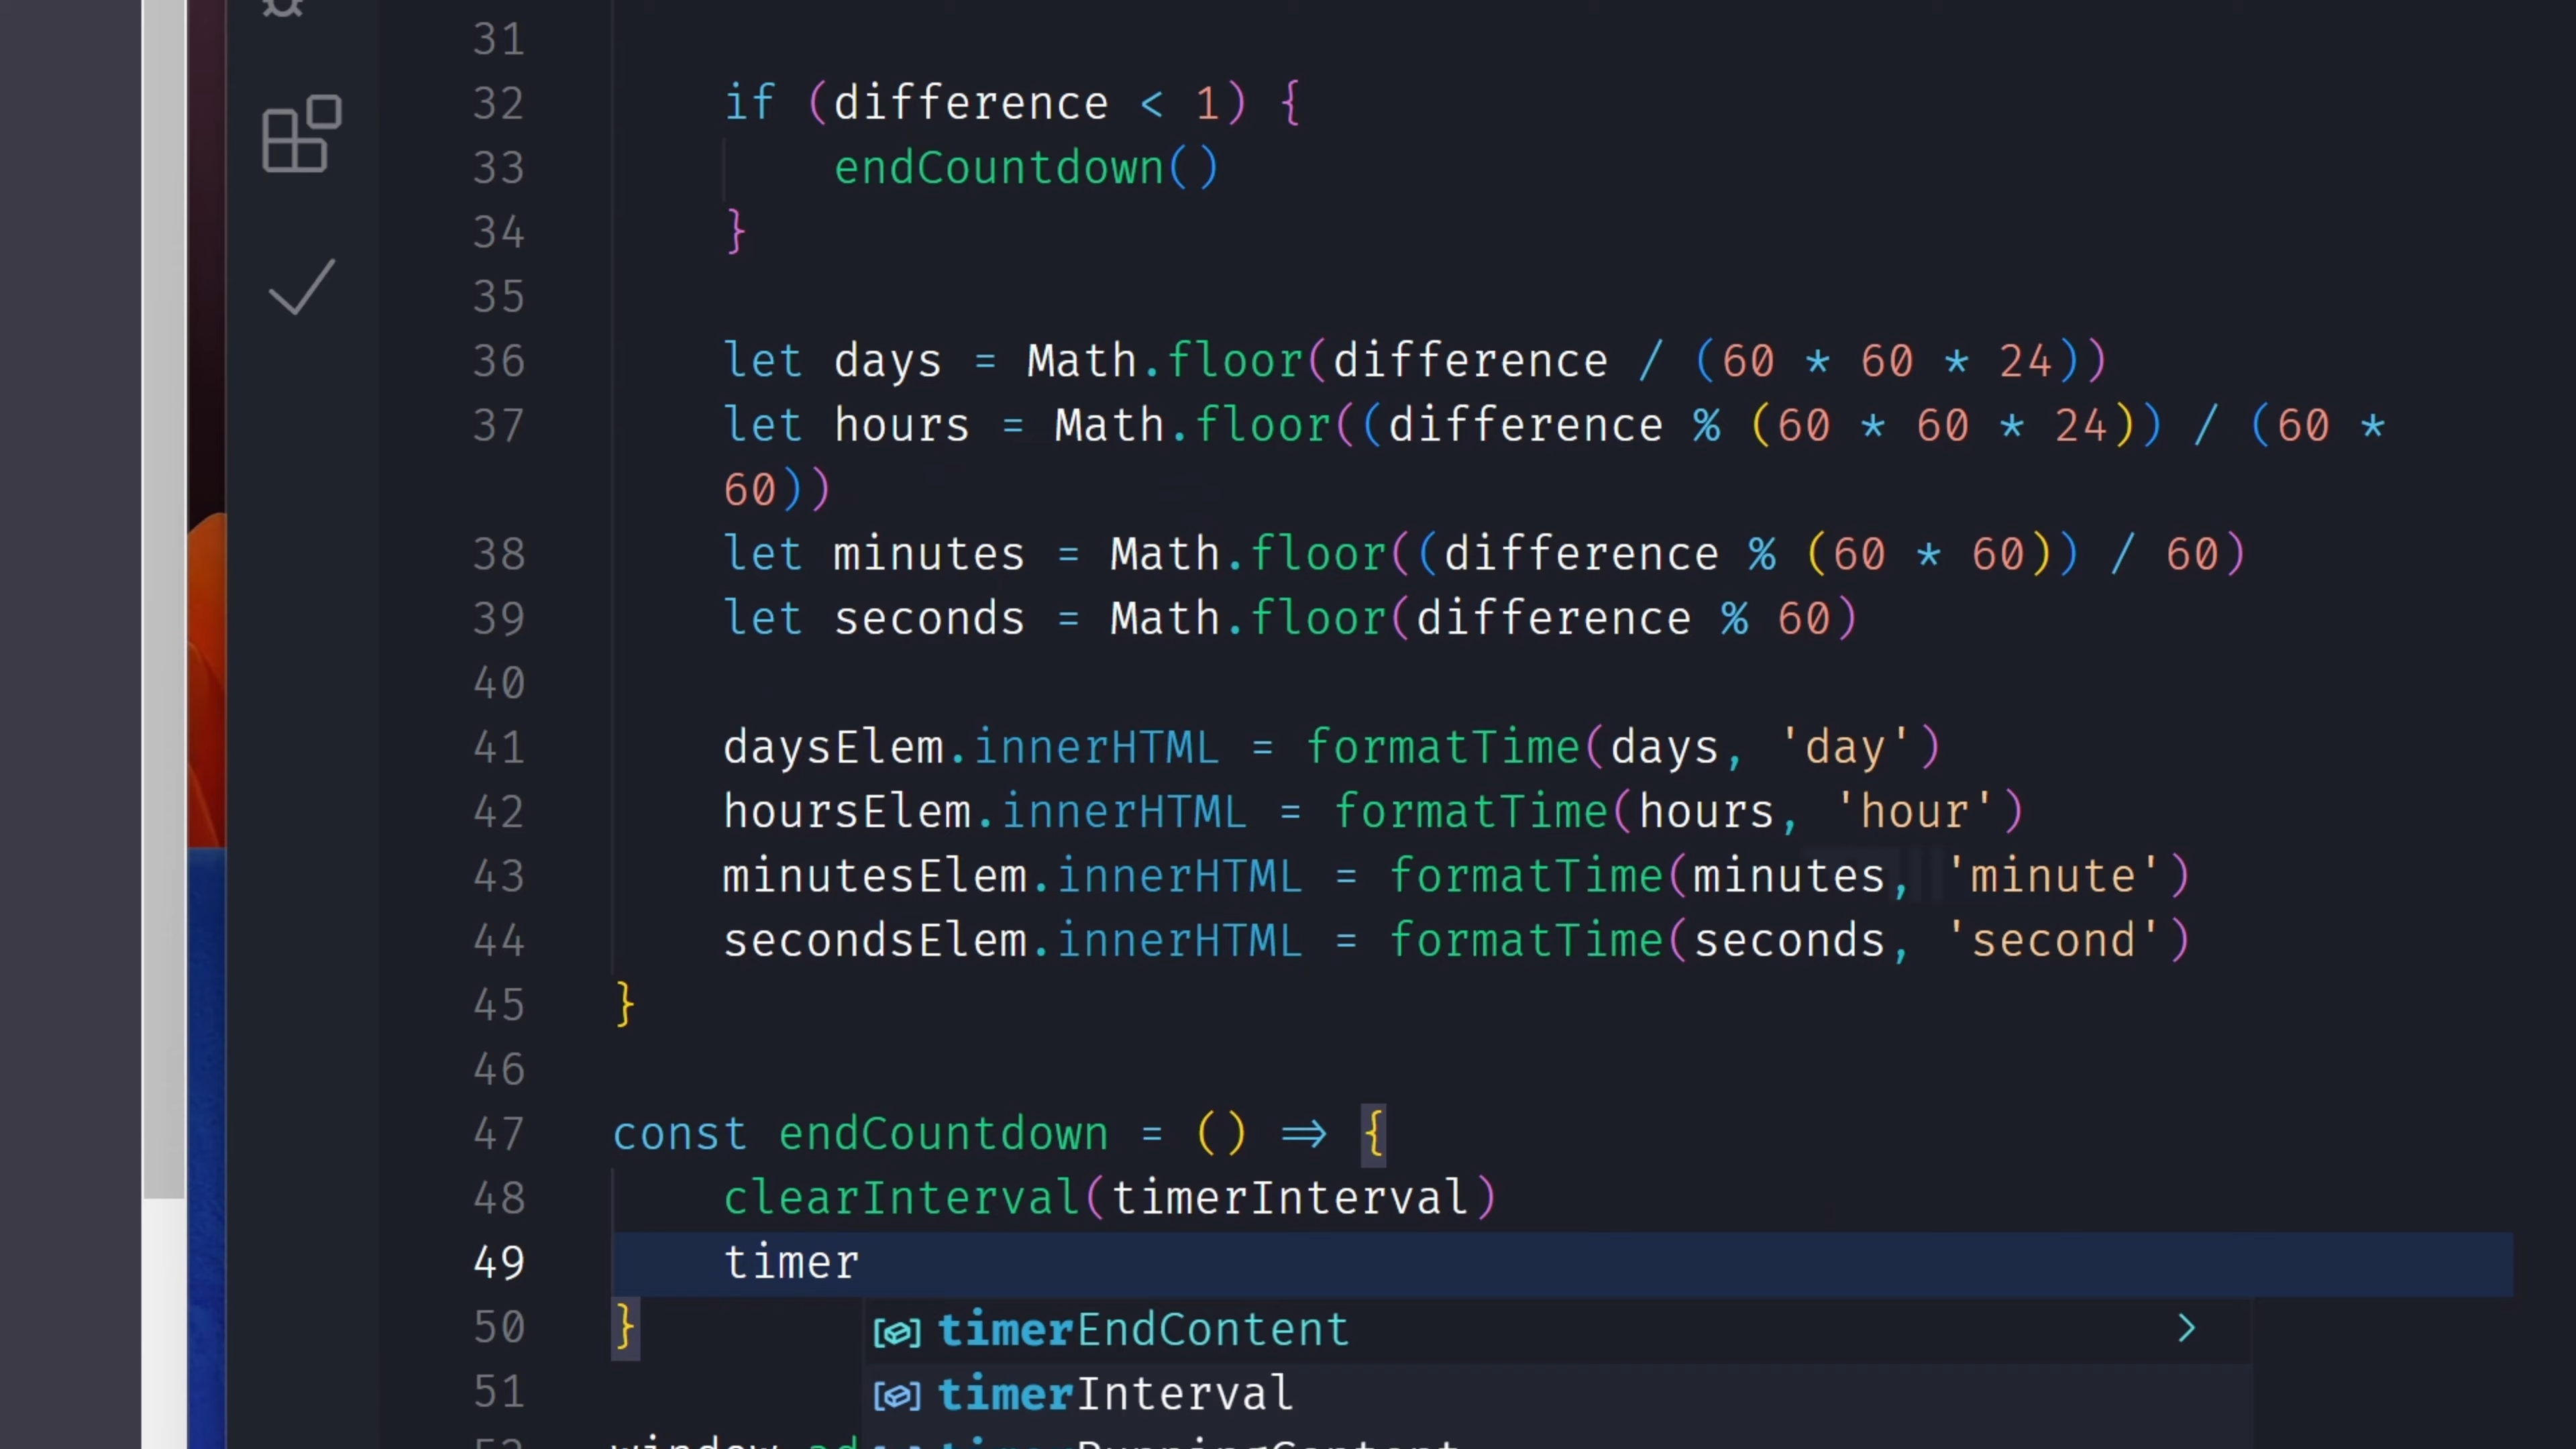 31
32 if (difference < 1) {
33 endCountdown()
34 }
35
36 let days = Math.floor(difference / (60 * 60 * 24))
37 let hours = Math.floor((difference % (60 * 60 * 24)) / (60 *
60))
38 let minutes = Math.floor((difference % (60 * 60)) / 60)
39 let seconds = Math.floor(difference % 60)
40
41 daysElem.innerHTML = formatTime(days, 'day')
42 hoursElem.innerHTML = formatTime(hours, 'hour')
43 minutesElem.innerHTML = formatTime(minutes, 'minute')
44 secondsElem.innerHTML = formatTime(seconds, 'second')
45 }
46
47 const endCountdown = () => {
48 clearInterval(timerInterval)
49 timer
50 } timerEndContent
51 timerInterval